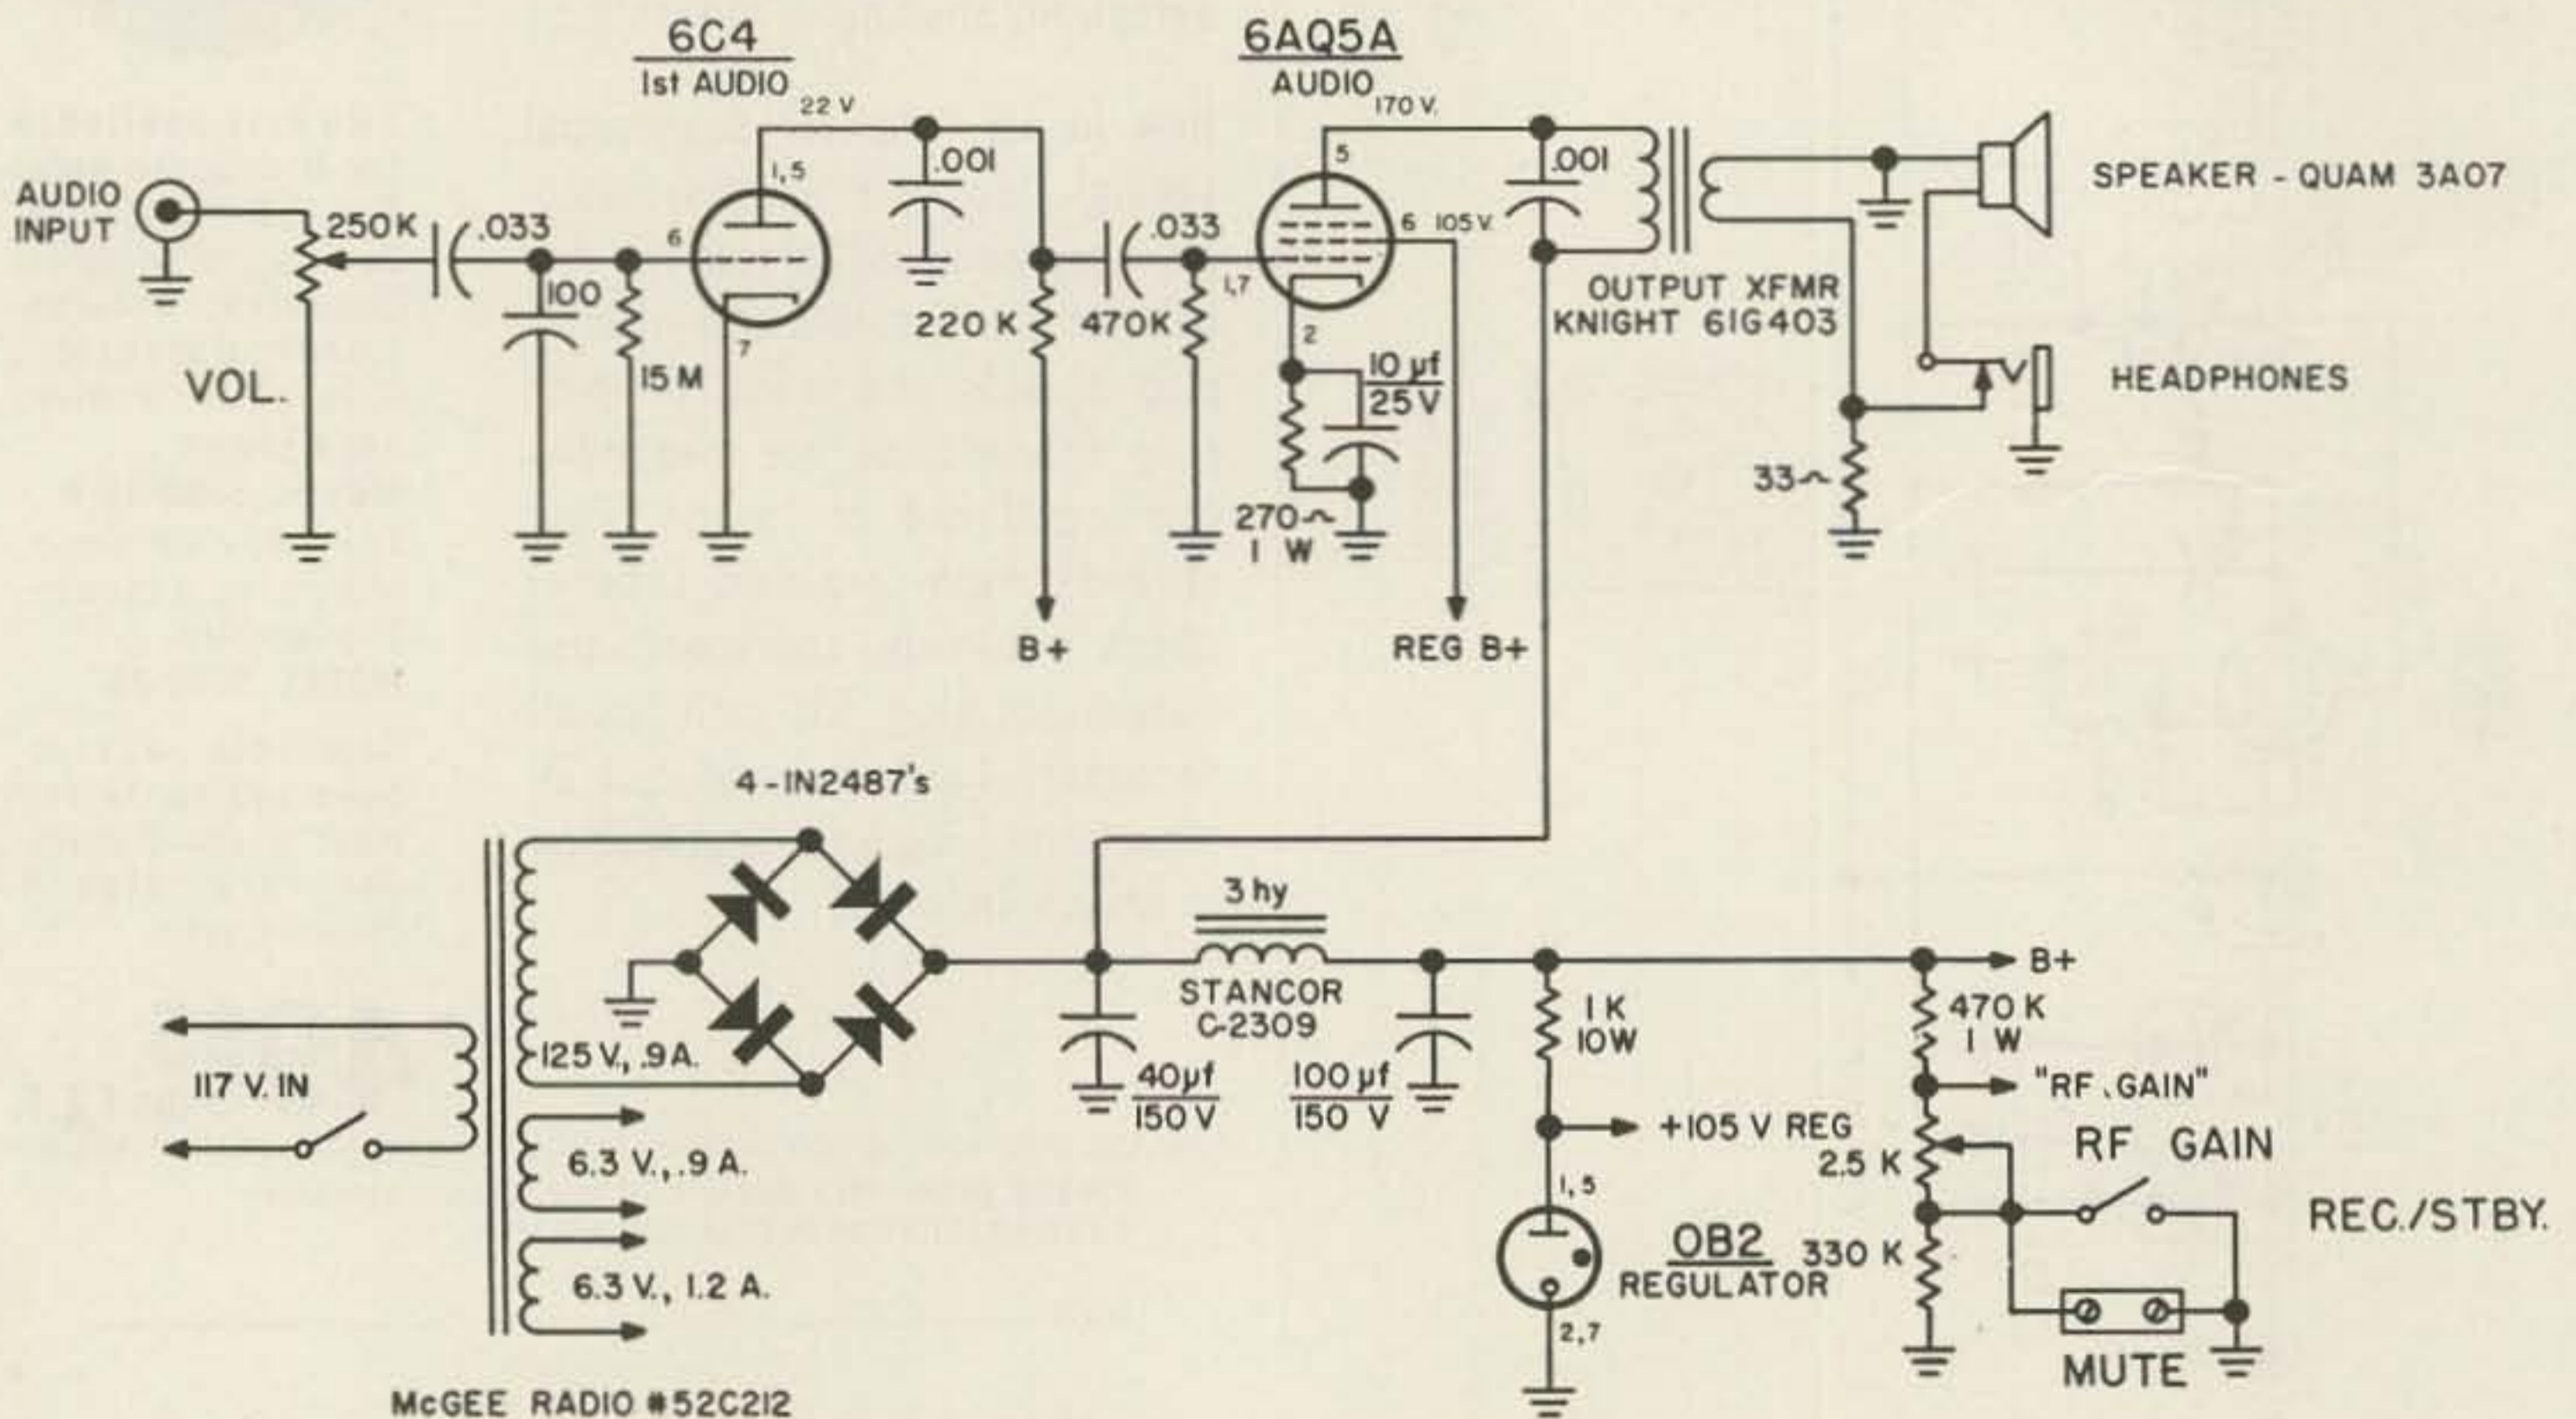 6C4
1st AUDIO
22 V
6AQ5A
AUDIO
170 V.
AUDIO
INPUT
250K
.033
100
15 M
VOL.
6
1,5
7
.001
220 K
470K
.033
1,7
5
6
105 V.
2
10 µf
25V
270~
1 W
.001
OUTPUT XFMR
KNIGHT 61G403
SPEAKER - QUAM 3A07
HEADPHONES
33~
B+
REG B+
4-IN2487's
117 V. IN
125 V., .9A.
6.3 V., .9 A.
6.3 V., 1.2 A.
McGEE RADIO #52C212
3 hy
STANCOR
C-2309
40µf
150 V
100 µf
150 V
1 K
10W
+105 V REG
1,5
OB2
REGULATOR
2,7
B+
470 K
1 W
"RF. GAIN"
RF GAIN
2.5 K
330 K
REC./STBY.
MUTE